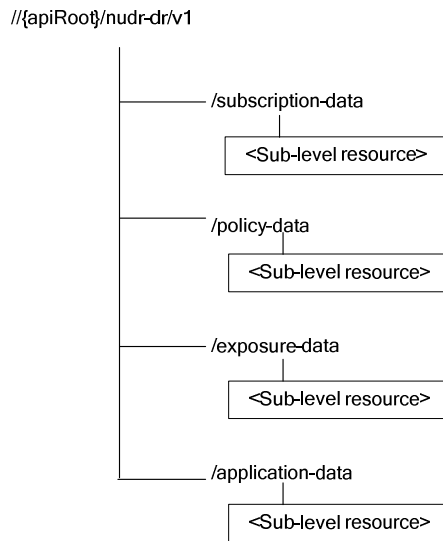 //{apiRoot}/nudr-dr/v1
/subscription-data
<Sub-level resource>
/policy-data
<Sub-level resource>
/exposure-data
<Sub-level resource>
/application-data
<Sub-level resource>